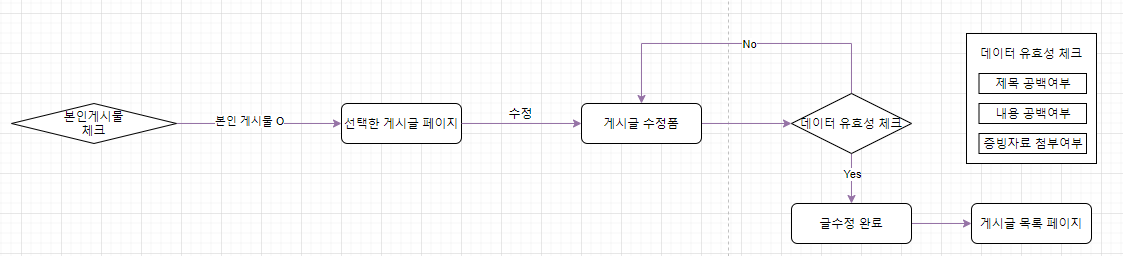 본인게시물
체크
본인 게시물 O
선택한 게시글 페이지
수정
게시글 수정폼
No
데이터 유효성 체크
Yes
글수정 완료
게시글 목록 페이지
데이터 유효성 체크
제목 공백여부
내용 공백여부
증빙자료 첨부여부